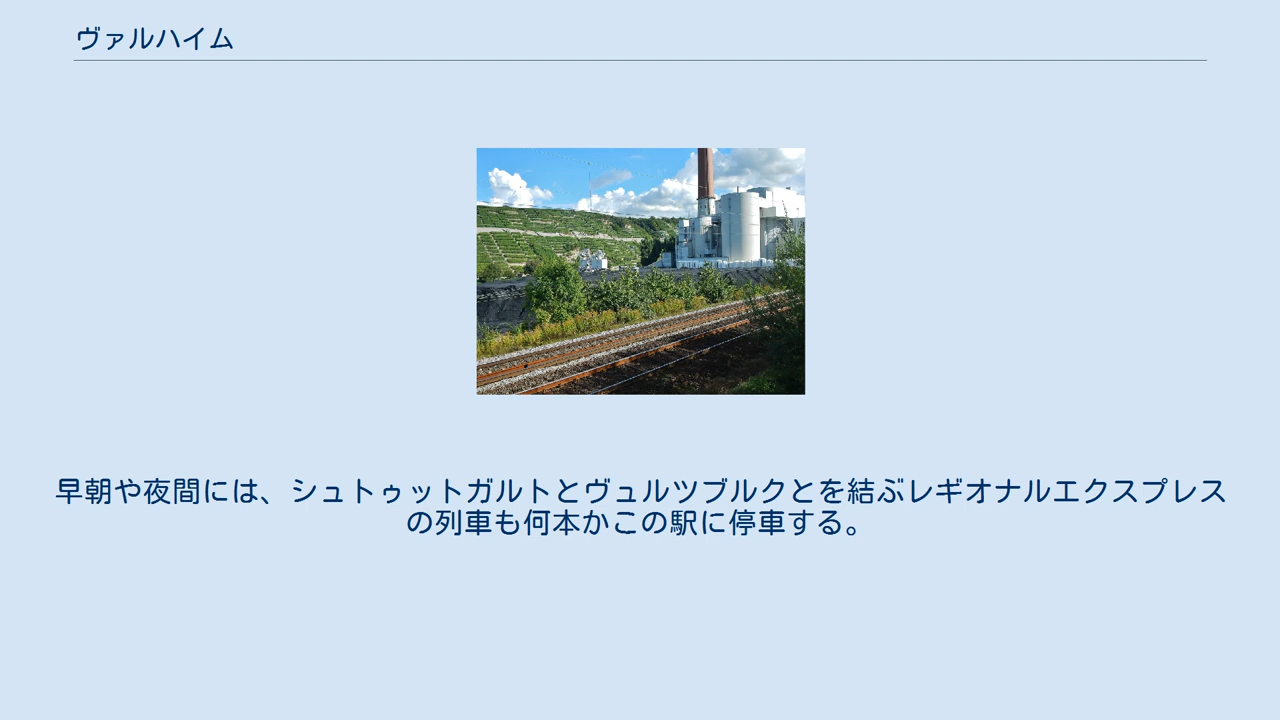 ヴァルハイム
早朝や夜間には、シュトゥットガルトとヴュルツブルクとを結ぶレギオナルエクスプレス
の列車も何本かこの駅に停車する。